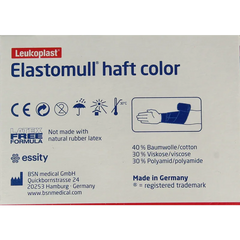 Leukoplast®
Elastomull® haft color
LATEX
FREE
FORMULA
Not made with
natural rubber latex
essity
BSN medical GmbH
Quickbornstrasse 24
20253 Hamburg - Germany
www.bsnmedical.com
40 % Baumwolle/cotton
30 % Viskose/viscose
30 % Polyamid/polyamide
Made in Germany
® = registered trademark